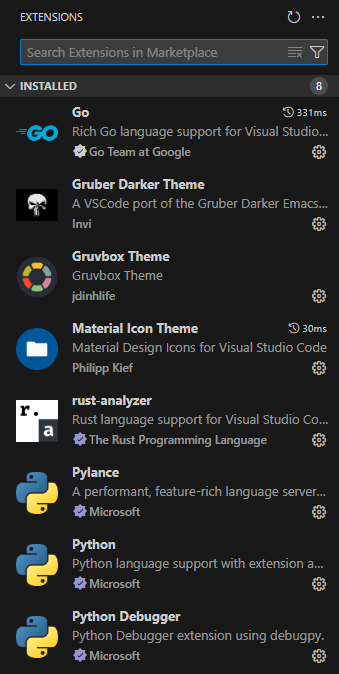 EXTENSIONS
Search Extensions in Marketplace
INSTALLED 8
Go 331ms
Rich Go language support for Visual Studio...
Go Team at Google
Gruber Darker Theme
A VSCode port of the Gruber Darker Emacs...
Invi
Gruvbox Theme
Gruvbox Theme
jdinhlife
Material Icon Theme 30ms
Material Design Icons for Visual Studio Code
Philipp Kief
r.
a
rust-analyzer
Rust language support for Visual Studio Co...
The Rust Programming Language
Pylance
A performant, feature-rich language server...
Microsoft
Python
Python language support with extension a...
Microsoft
Python Debugger
Python Debugger extension using debugpy.
Microsoft
GO